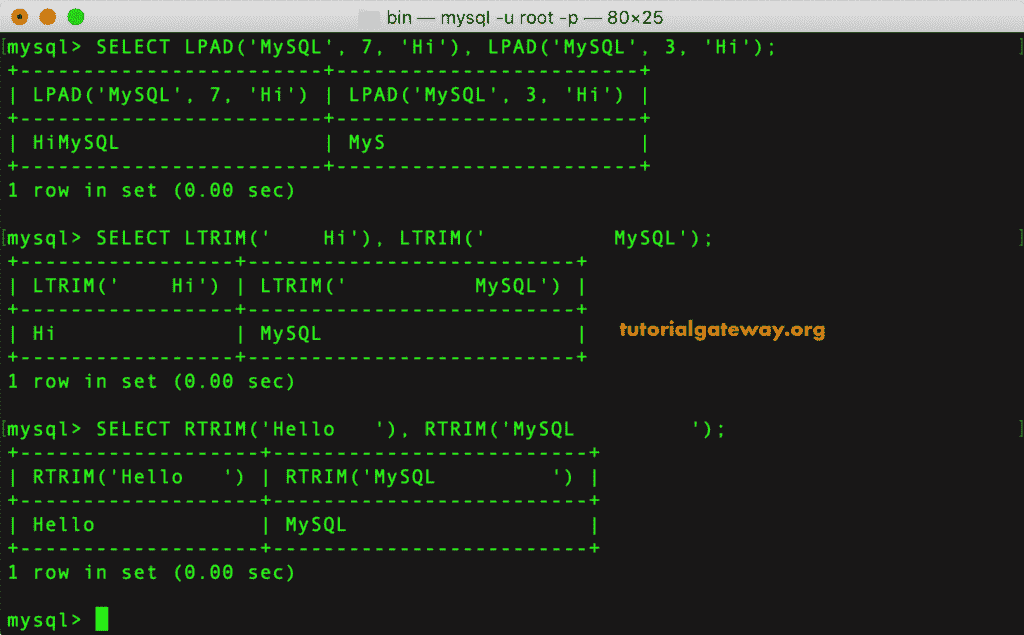 bin — mysql -u root -p — 80×25
[mysql> SELECT LPAD('MySQL', 7, 'Hi'), LPAD('MySQL', 3, 'Hi'); ]
+------------------------+------------------------+
| LPAD('MySQL', 7, 'Hi') | LPAD('MySQL', 3, 'Hi') |
+------------------------+------------------------+
| HiMySQL                | MyS                    |
+------------------------+------------------------+
1 row in set (0.00 sec)
[mysql> SELECT LTRIM('    Hi'), LTRIM('          MySQL'); ]
+-----------------+--------------------------+
| LTRIM('    Hi') | LTRIM('          MySQL') |
+-----------------+--------------------------+
| Hi              | MySQL                    |
+-----------------+--------------------------+
tutorialgateway.org
1 row in set (0.00 sec)
[mysql> SELECT RTRIM('Hello   '), RTRIM('MySQL         '); ]
+-------------------+-------------------------+
| RTRIM('Hello   ') | RTRIM('MySQL         ') |
+-------------------+-------------------------+
| Hello             | MySQL                   |
+-------------------+-------------------------+
1 row in set (0.00 sec)
mysql>